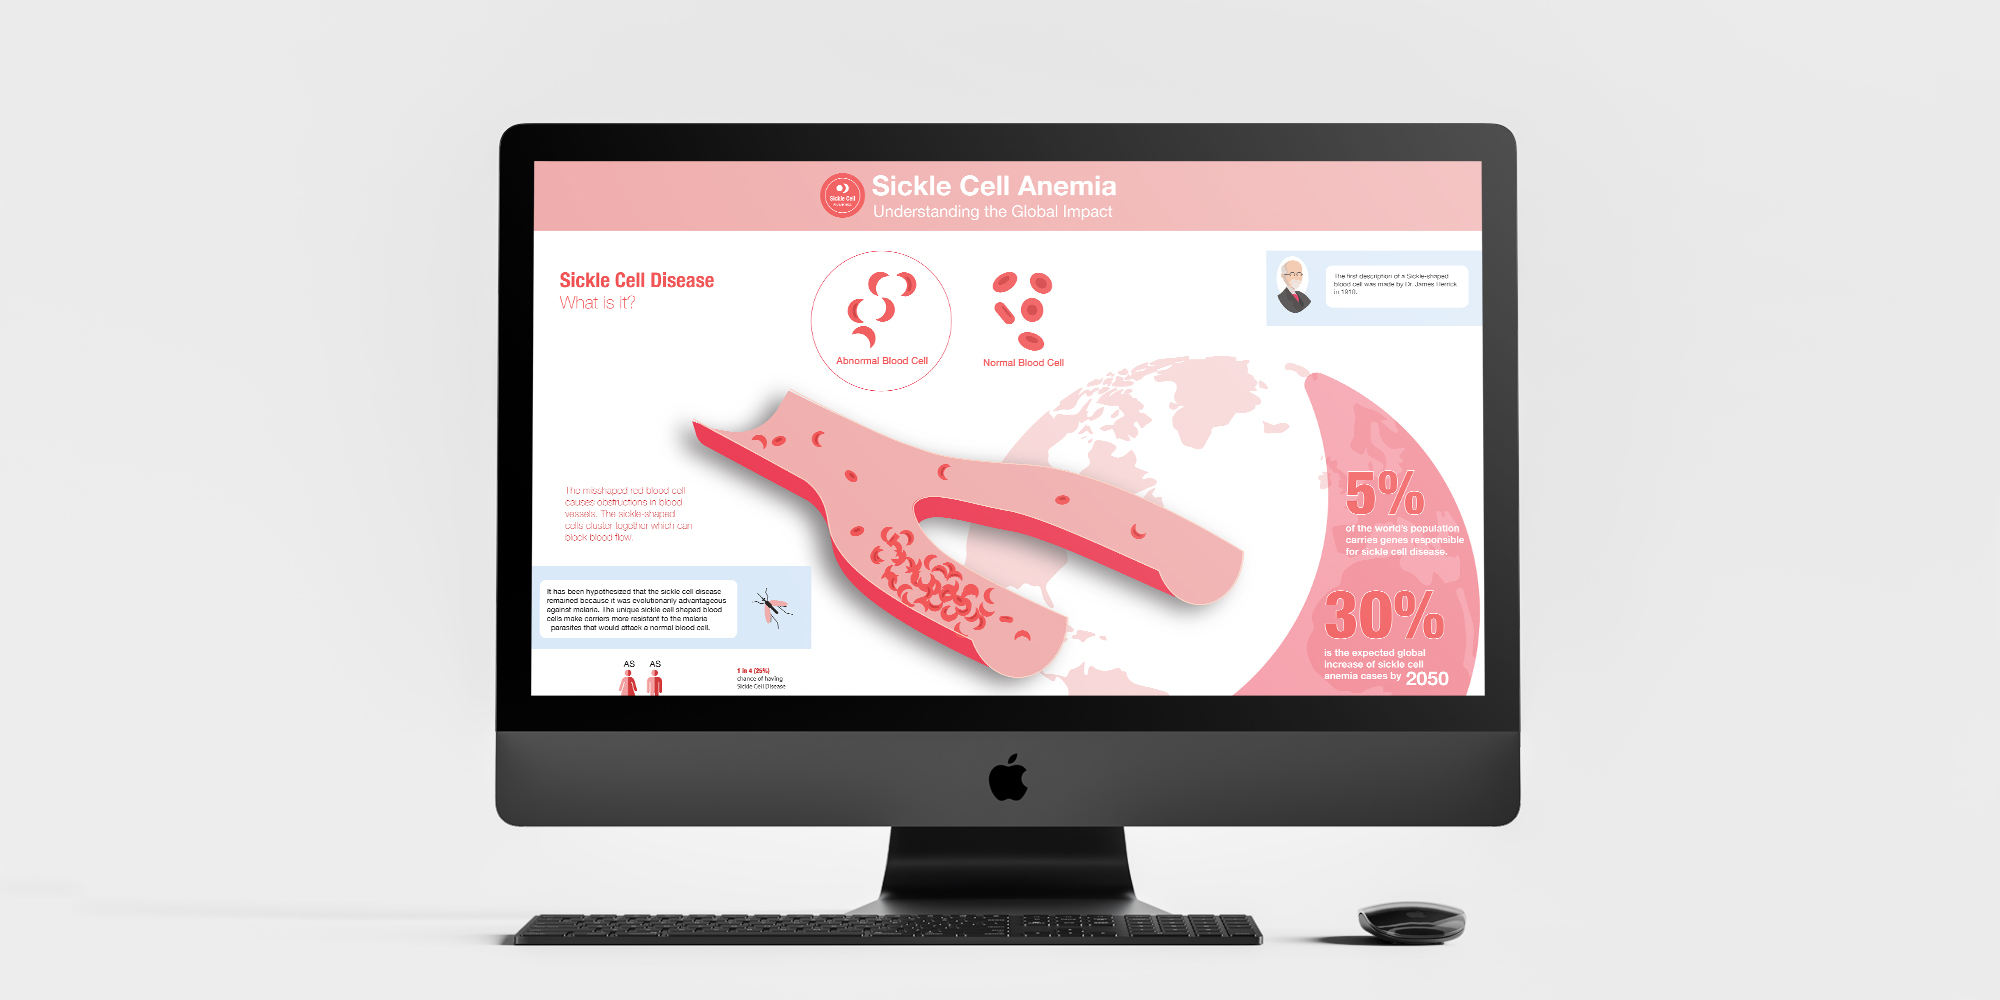 Sickle Cell
Awareness
Sickle Cell Anemia
Understanding the Global Impact
Sickle Cell Disease
What is it?
Abnormal Blood Cell
Normal Blood Cell
The first description of a Sickle-shaped
blood cell was made by Dr. James Herrick
in 1910.
The misshaped red blood cell
causes obstructions in blood
vessels. The sickle-shaped
cells cluster together which can
block blood flow.
5%
of the world's population
carries genes responsible
for sickle cell disease.
30%
is the expected global
increase of sickle cell
anemia cases by 2050
It has been hypothesized that the sickle cell disease
remained because it was evolutionarily advantageous
against malaria. The unique sickle cell shaped blood
cells make carriers more resistant to the malaria
parasites that would attack a normal blood cell.
AS AS
1 in 4 (25%)
chance of having
Sickle Cell Disease